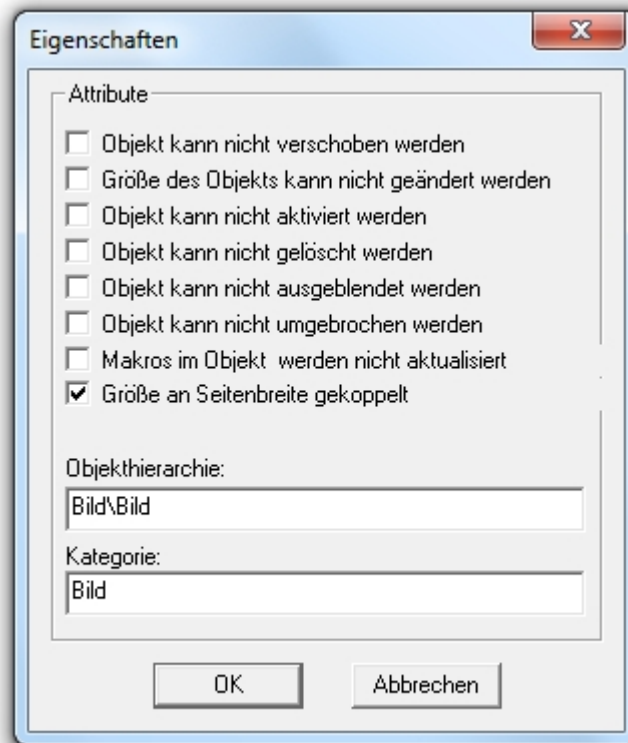 Eigenschaften
Attribute
Objekt kann nicht verschoben werden
Größe des Objekts kann nicht geändert werden
Objekt kann nicht aktiviert werden
Objekt kann nicht gelöscht werden
Objekt kann nicht ausgeblendet werden
Objekt kann nicht umgebrochen werden
Makros im Objekt werden nicht aktualisiert
Größe an Seitenbreite gekoppelt
Objekthierarchie:
Bild\Bild
Kategorie:
Bild
OK
Abbrechen